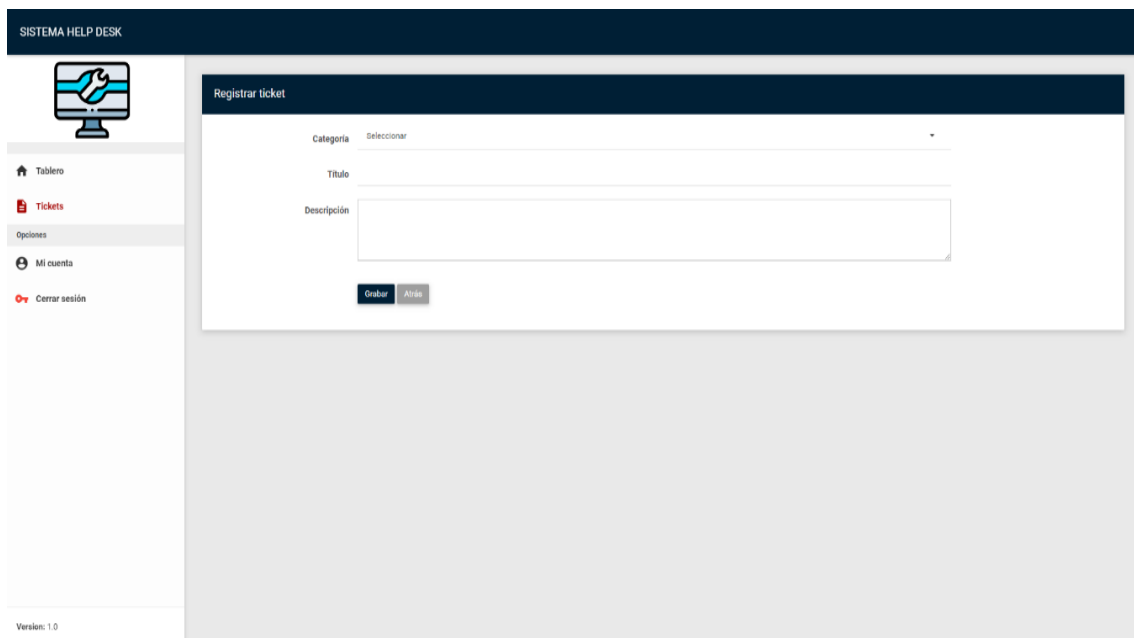 SISTEMA HELP DESK
Tablero
Tickets
Opciones
Mi cuenta
Cerrar sesión
Version: 1.0
Registrar ticket
Categoría
Seleccionar
Título
Descripción
Grabar
Atrás